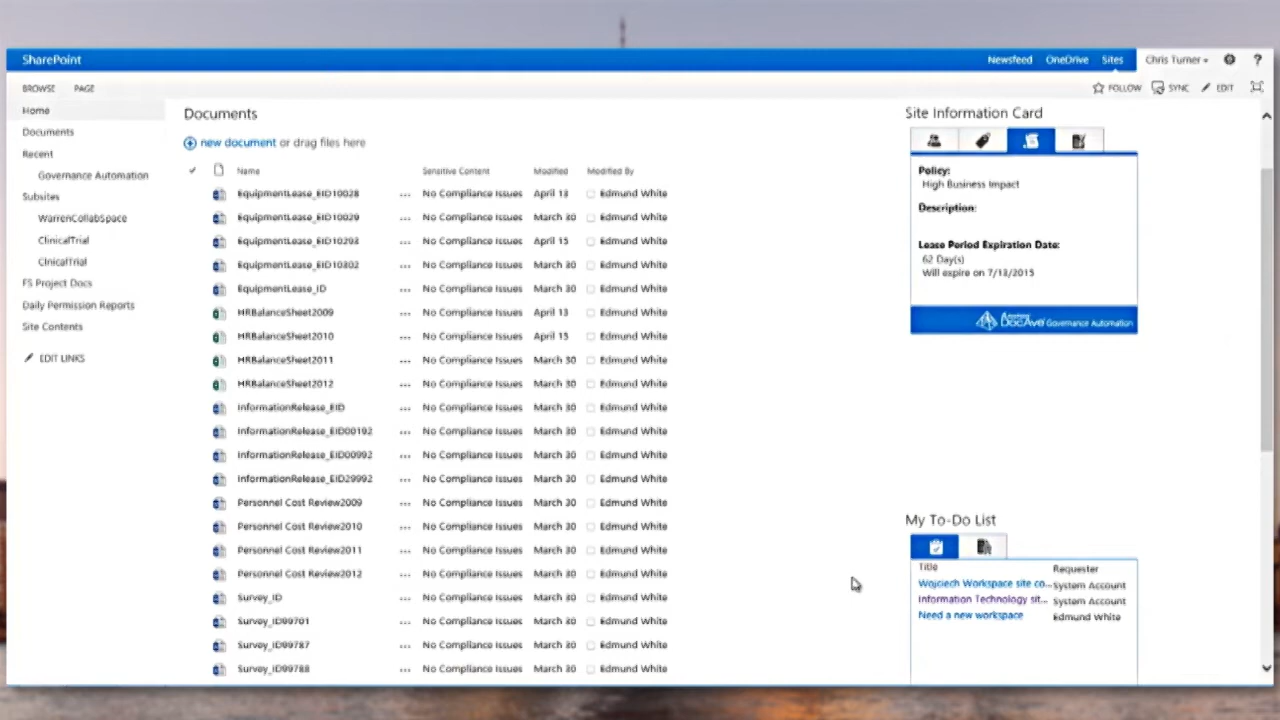 SharePoint
Newsfeed OneDrive Sites Chris Turner ?
BROWSE PAGE
FOLLOW SYNC EDIT
Home
Documents
Recent
Governance Automation
Subsites
WarrenCollabSpace
ClinicalTrial
ClinicalTrial
FS Project Docs
Daily Permission Reports
Site Contents
EDIT LINKS
Documents
new document or drag files here
Name Sensitive Content Modified Modified By
EquipmentLease_EID10028 ... No Compliance Issues April 13 Edmund White
EquipmentLease_EID10029 ... No Compliance Issues March 30 Edmund White
EquipmentLease_EID10293 ... No Compliance Issues April 15 Edmund White
EquipmentLease_EID10302 ... No Compliance Issues March 30 Edmund White
EquipmentLease_ID ... No Compliance Issues March 30 Edmund White
HRBalanceSheet2009 ... No Compliance Issues April 13 Edmund White
HRBalanceSheet2010 ... No Compliance Issues April 15 Edmund White
HRBalanceSheet2011 ... No Compliance Issues March 30 Edmund White
HRBalanceSheet2012 ... No Compliance Issues March 30 Edmund White
InformationRelease_EID ... No Compliance Issues March 30 Edmund White
InformationRelease_EID00192 ... No Compliance Issues March 30 Edmund White
InformationRelease_EID00992 ... No Compliance Issues March 30 Edmund White
InformationRelease_EID29992 ... No Compliance Issues March 30 Edmund White
Personnel Cost Review2009 ... No Compliance Issues March 30 Edmund White
Personnel Cost Review2010 ... No Compliance Issues March 30 Edmund White
Personnel Cost Review2011 ... No Compliance Issues March 30 Edmund White
Personnel Cost Review2012 ... No Compliance Issues March 30 Edmund White
Survey_ID ... No Compliance Issues March 30 Edmund White
Survey_ID99701 ... No Compliance Issues March 30 Edmund White
Survey_ID99787 ... No Compliance Issues March 30 Edmund White
Survey_ID99788 ... No Compliance Issues March 30 Edmund White
Site Information Card
Policy:
High Business Impact
Description:
Lease Period Expiration Date:
62 Day(s)
Will expire on 7/13/2015
AvePoint
DocAve Governance Automation
My To-Do List
Title Requester
Wojciech Workspace site co... System Account
Information Technology sit... System Account
Need a new workspace Edmund White